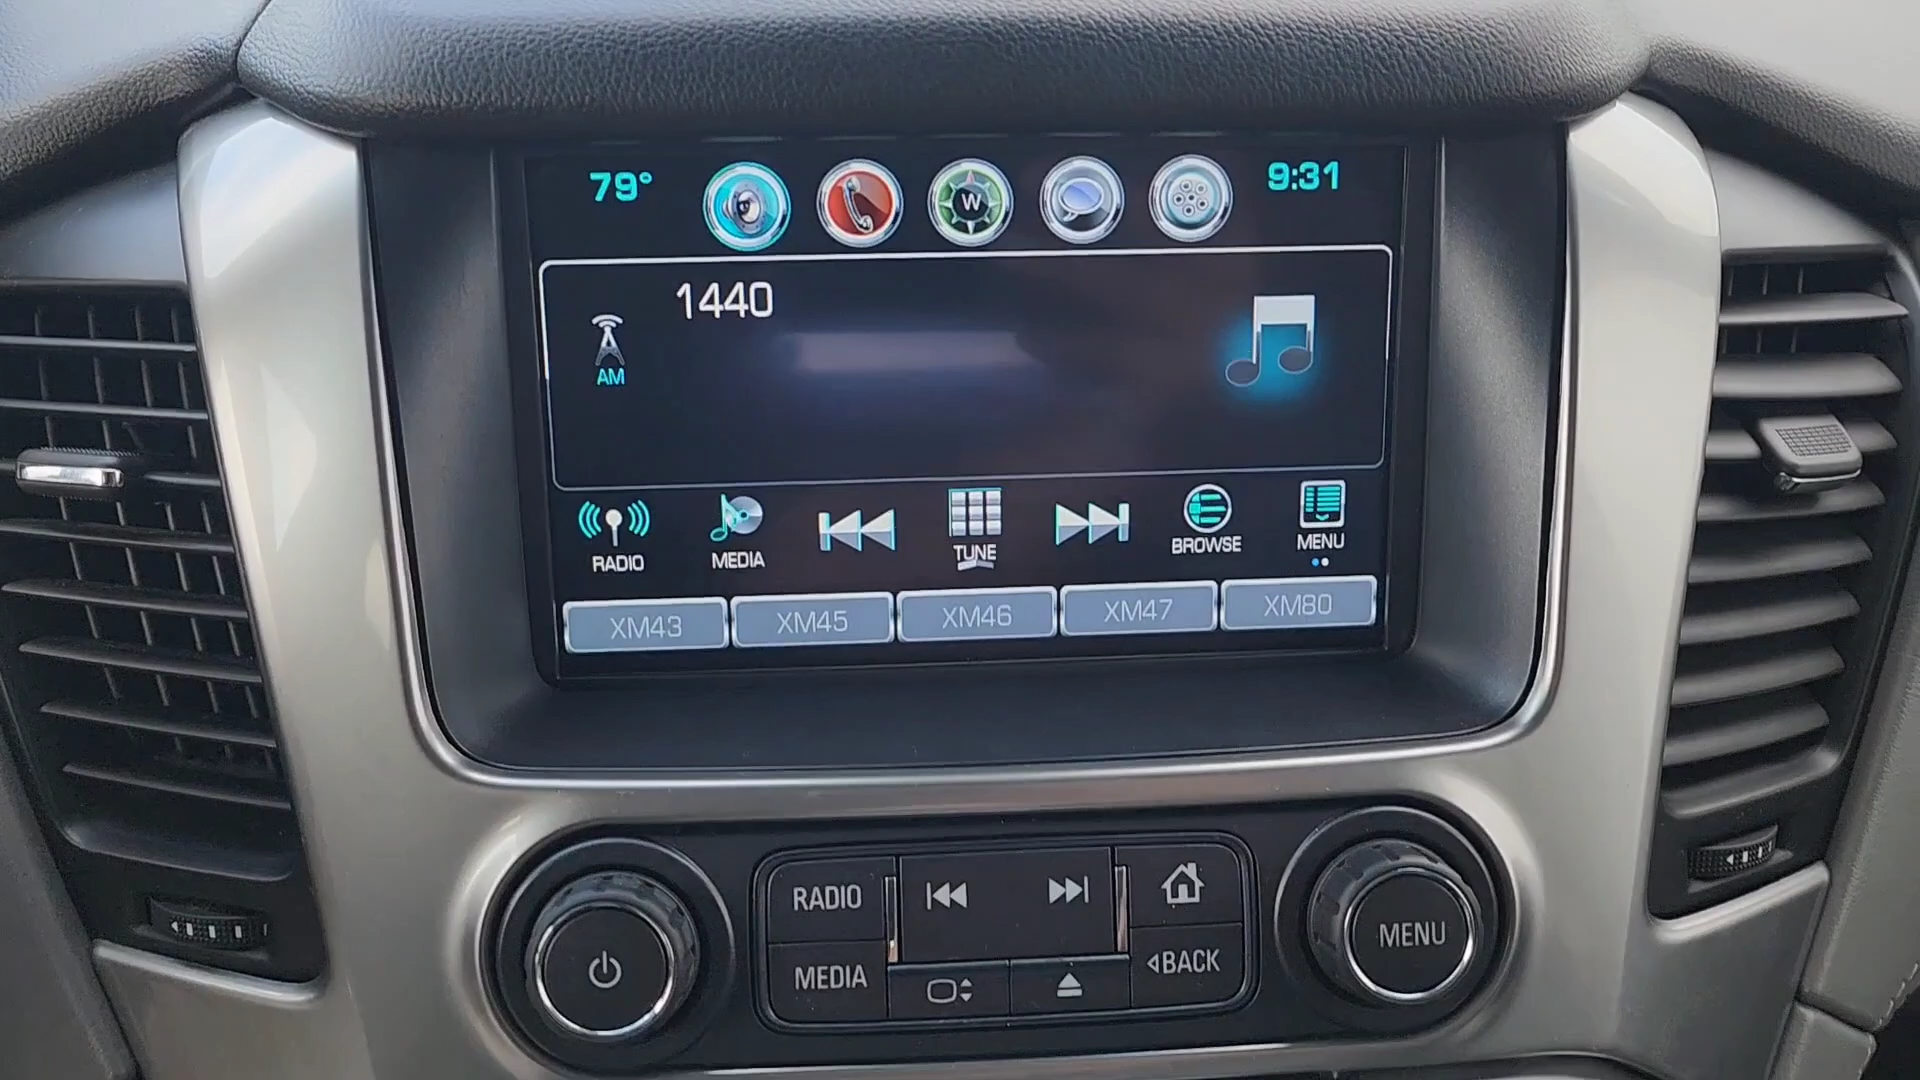 79° W 9:31
1440
AM
RADIO MEDIA TUNE BROWSE MENU
XM43 XM45 XM46 XM47 XM80
RADIO
MEDIA
◁BACK
MENU